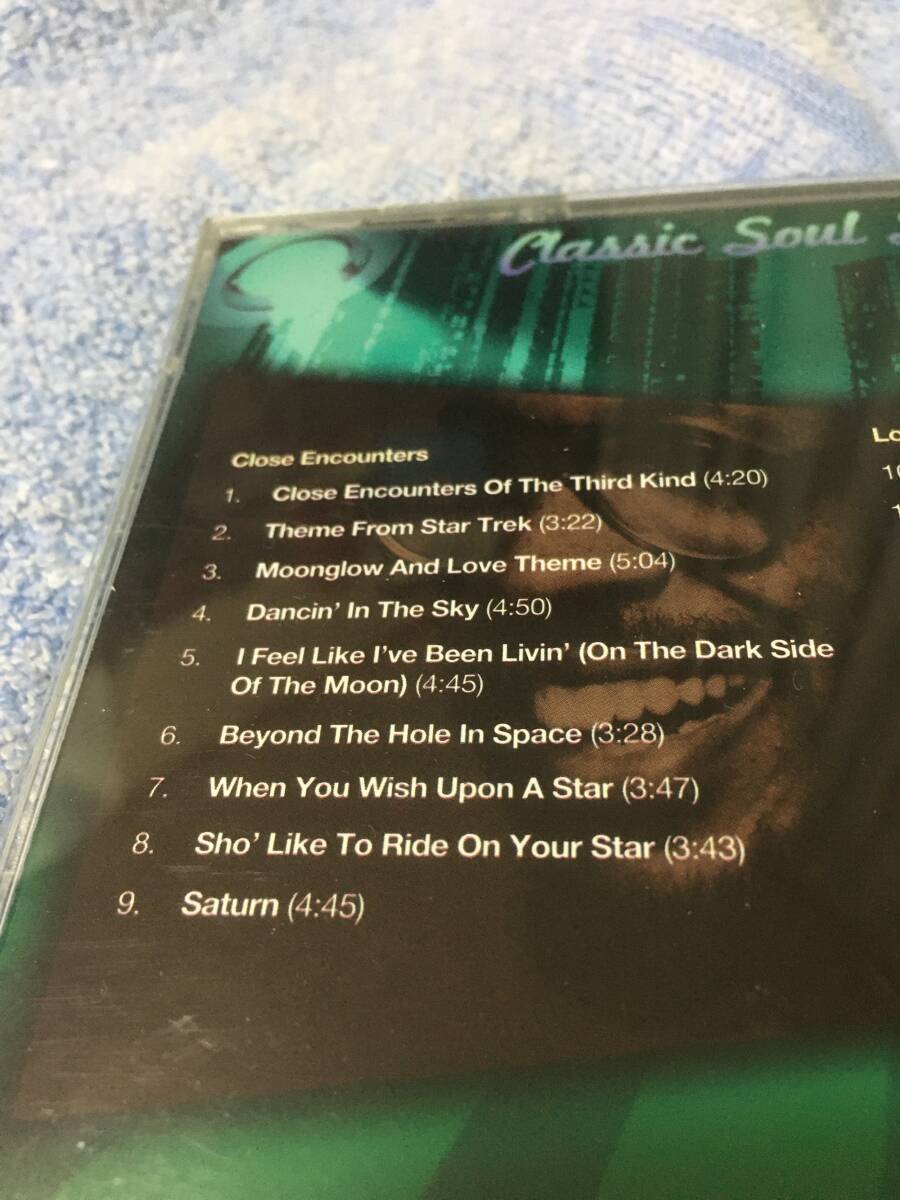 Classic Soul
Close Encounters
1. Close Encounters Of The Third Kind (4:20)
2. Theme From Star Trek (3:22)
3. Moonglow And Love Theme (5:04)
4. Dancin' In The Sky (4:50)
5. I Feel Like I've Been Livin' (On The Dark Side
Of The Moon) (4:45)
6. Beyond The Hole In Space (3:28)
7. When You Wish Upon A Star (3:47)
8. Sho' Like To Ride On Your Star (3:43)
9. Saturn (4:45)